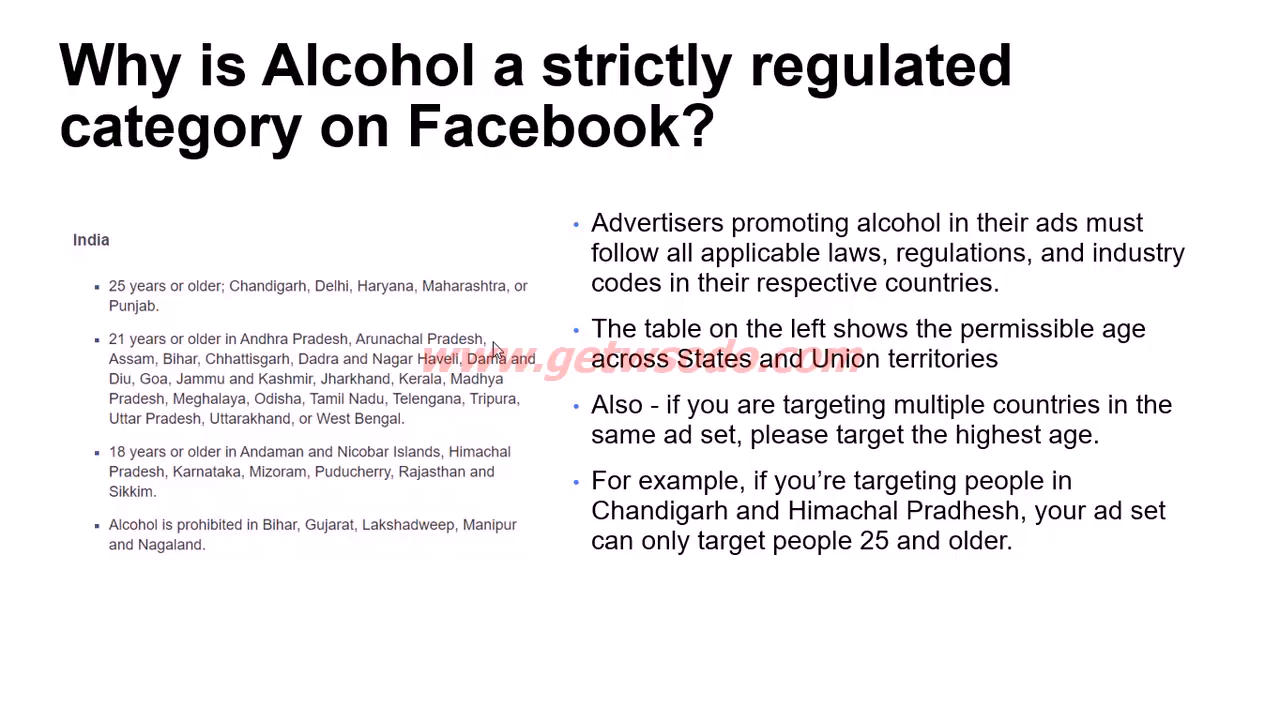 Why is Alcohol a strictly regulated
category on Facebook?
India
25 years or older; Chandigarh, Delhi, Haryana, Maharashtra, or
Punjab.
21 years or older in Andhra Pradesh, Arunachal Pradesh,
Assam, Bihar, Chhattisgarh, Dadra and Nagar Haveli, Dama and
Diu, Goa, Jammu and Kashmir, Jharkhand, Kerala, Madhya
Pradesh, Meghalaya, Odisha, Tamil Nadu, Telengana, Tripura,
Uttar Pradesh, Uttarakhand, or West Bengal.
18 years or older in Andaman and Nicobar Islands, Himachal
Pradesh, Karnataka, Mizoram, Puducherry, Rajasthan and
Sikkim.
Alcohol is prohibited in Bihar, Gujarat, Lakshadweep, Manipur
and Nagaland.
• Advertisers promoting alcohol in their ads must
follow all applicable laws, regulations, and industry
codes in their respective countries.
• The table on the left shows the permissible age
across States and Union territories
• Also - if you are targeting multiple countries in the
same ad set, please target the highest age.
• For example, if you’re targeting people in
Chandigarh and Himachal Pradhesh, your ad set
can only target people 25 and older.
www.getwsodo.com